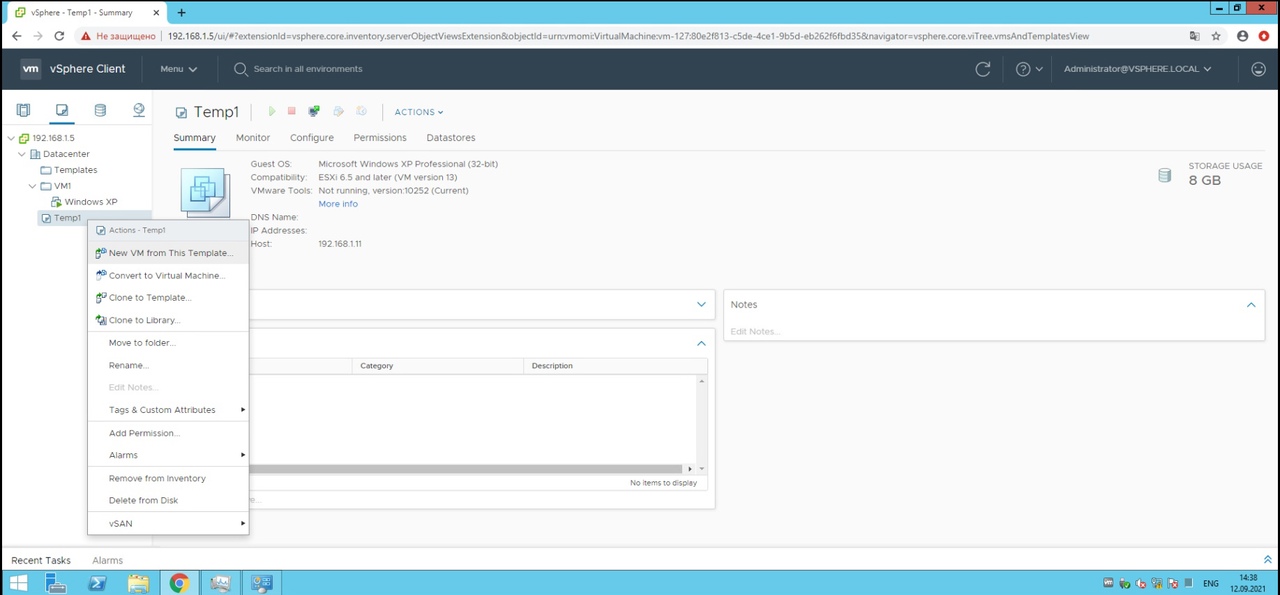 vSphere - Temp1 - Summary
Не защищено
192.168.1.5/ui/#?extensionId=vsphere.core.inventory.serverObjectViewsExtension&objectId=urn:vmomi:VirtualMachine:vm-127:80e2f813-c5de-4ce1-9b5d-eb262f6fbd35&navigator=vsphere.core.viTree.vmsAndTemplatesView
vm vSphere Client Menu Search in all environments Administrator@VSPHERE.LOCAL
192.168.1.5
Datacenter
Templates
VM1
Windows XP
Temp1
Temp1 ACTIONS
Summary Monitor Configure Permissions Datastores
Guest OS: Microsoft Windows XP Professional (32-bit)
Compatibility: ESXi 6.5 and later (VM version 13)
VMware Tools: Not running, version:10252 (Current)
More info
DNS Name:
IP Addresses:
Host: 192.168.1.11
STORAGE USAGE
8 GB
Actions - Temp1
New VM from This Template...
Convert to Virtual Machine...
Clone to Template...
Clone to Library...
Move to folder...
Rename...
Edit Notes...
Tags & Custom Attributes
Add Permission...
Alarms
Remove from Inventory
Delete from Disk
vSAN
Category Description
No items to display
Notes
Edit Notes...
Recent Tasks Alarms
ENG
14:38
12.09.2021